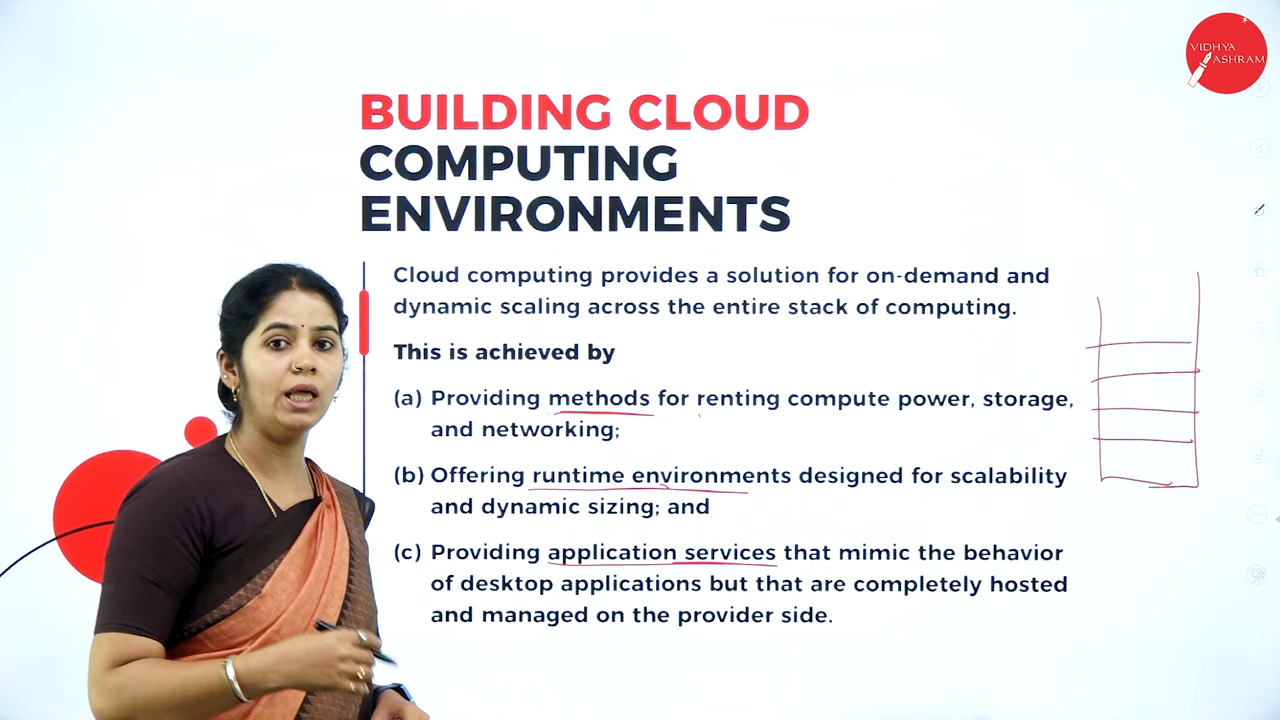 VIDHYA
ASHRAM
BUILDING CLOUD
COMPUTING
ENVIRONMENTS
Cloud computing provides a solution for on-demand and
dynamic scaling across the entire stack of computing.
This is achieved by
(a) Providing methods for renting compute power, storage,
and networking;
(b) Offering runtime environments designed for scalability
and dynamic sizing; and
(c) Providing application services that mimic the behavior
of desktop applications but that are completely hosted
and managed on the provider side.